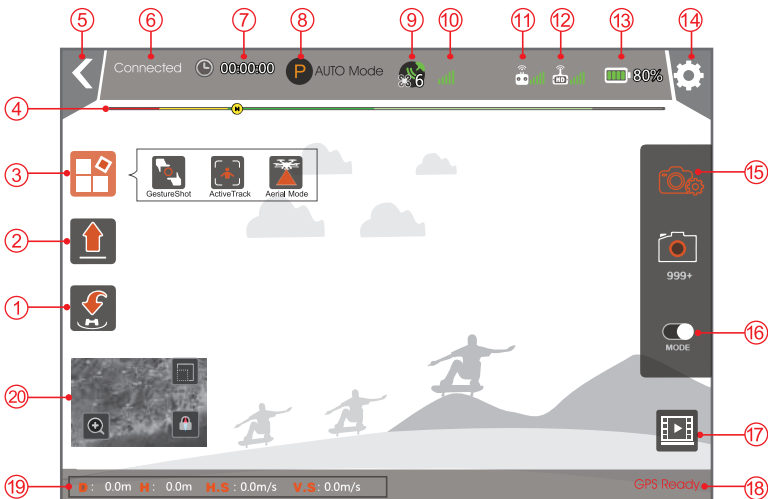 5 6 7 8 9 10 11 12 13 14
Connected 00:00:00 P AUTO Mode 6 HD 80%
4 H
3 GestureShot ActiveTrack Aerial Mode 15
2 999+
1 MODE 16
20 17
19 D: 0.0m H: 0.0m H.S: 0.0m/s V.S: 0.0m/s GPS Ready 18